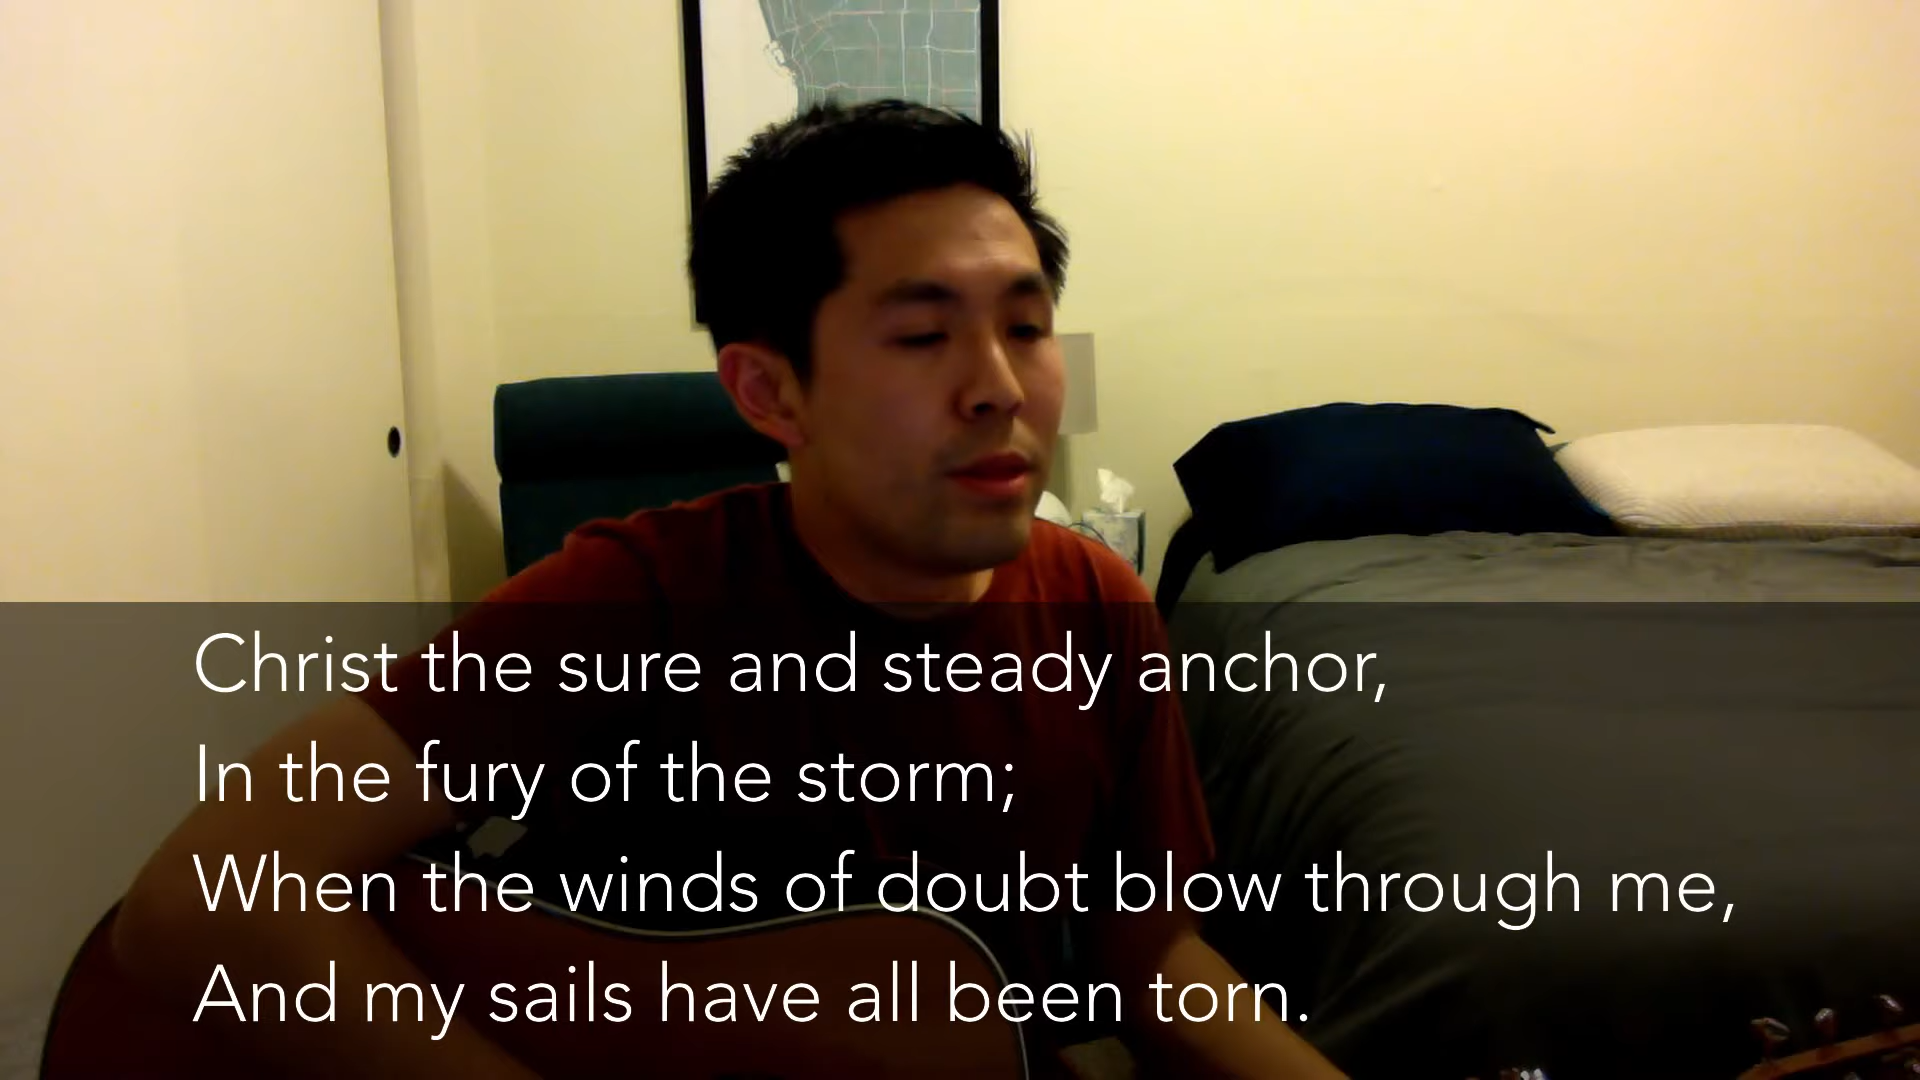 Christ the sure and steady anchor,
In the fury of the storm;
When the winds of doubt blow through me,
And my sails have all been torn.